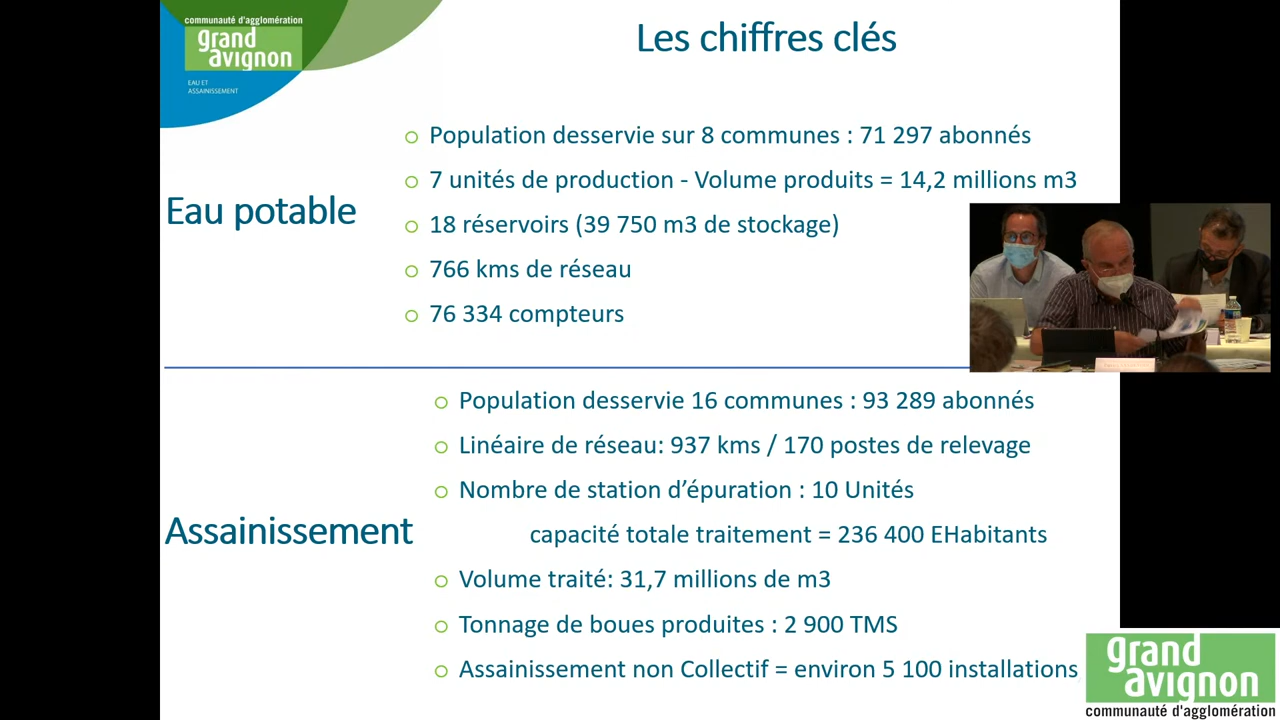 communauté d'agglomération
grand
avignon
EAU ET
ASSAINISSEMENT
Les chiffres clés
Eau potable
Population desservie sur 8 communes : 71 297 abonnés
7 unités de production - Volume produits = 14,2 millions m3
18 réservoirs (39 750 m3 de stockage)
766 kms de réseau
76 334 compteurs
Assainissement
Population desservie 16 communes : 93 289 abonnés
Linéaire de réseau: 937 kms / 170 postes de relevage
Nombre de station d'épuration : 10 Unités
capacité totale traitement = 236 400 EHabitants
Volume traité: 31,7 millions de m3
Tonnage de boues produites : 2 900 TMS
Assainissement non Collectif = environ 5 100 installations
grand
avignon
communauté d'agglomération